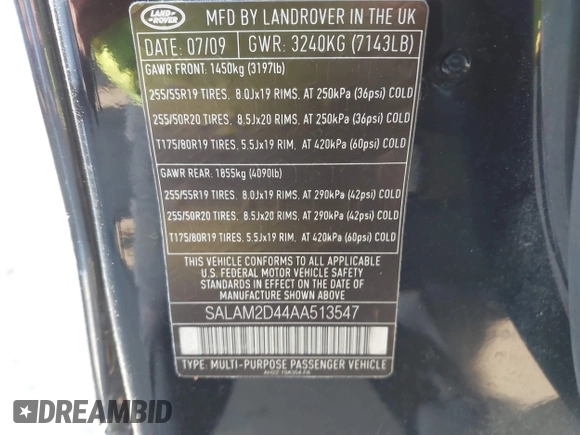 LAND-
ROVER
MFD BY LANDROVER IN THE UK
DATE: 07/09 GWR: 3240KG (7143LB)
GAWR FRONT: 1450kg (3197lb)
255/55R19 TIRES. 8.0Jx19 RIMS. AT 250kPa (36psi) COLD
255/50R20 TIRES. 8.5Jx20 RIMS. AT 250kPa (36psi) COLD
T175/80R19 TIRES. 5.5Jx19 RIM. AT 420kPa (60psi) COLD
GAWR REAR: 1855kg (4090lb)
255/55R19 TIRES. 8.0Jx19 RIMS. AT 290kPa (42psi) COLD
255/50R20 TIRES. 8.5Jx20 RIMS. AT 290kPa (42psi) COLD
T175/80R19 TIRES. 5.5Jx19 RIM. AT 420kPa (60psi) COLD
THIS VEHICLE CONFORMS TO ALL APPLICABLE
U.S. FEDERAL MOTOR VEHICLE SAFETY
STANDARDS IN EFFECT ON THE DATE OF
MANUFACTURE SHOWN ABOVE.
SALAM2D44AA513547
TYPE: MULTI-PURPOSE PASSENGER VEHICLE
DREAMBID